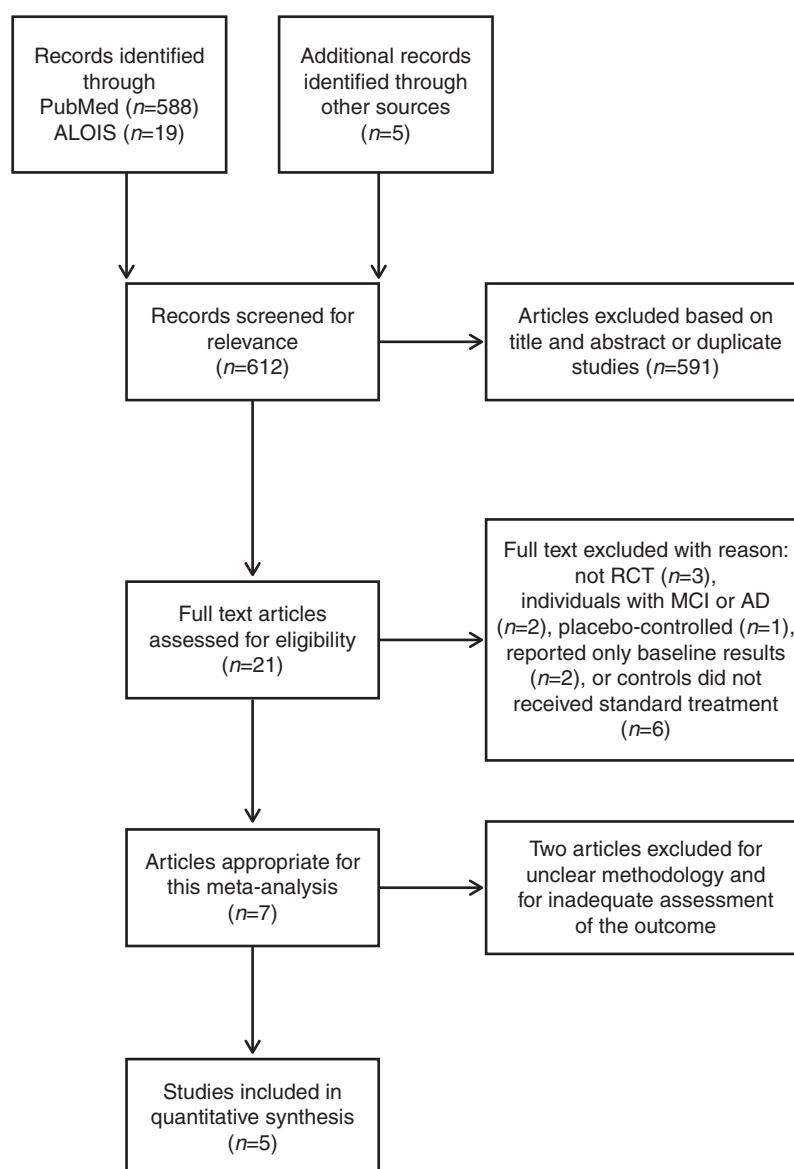 Records identified
through
PubMed (n=588)
ALOIS (n=19)
Additional records
identified through
other sources
(n=5)
Records screened for
relevance
(n=612)
Articles excluded based on
title and abstract or duplicate
studies (n=591)
Full text articles
assessed for eligibility
(n=21)
Full text excluded with reason:
not RCT (n=3),
individuals with MCI or AD
(n=2), placebo-controlled (n=1),
reported only baseline results
(n=2), or controls did not
received standard treatment
(n=6)
Articles appropriate for
this meta-analysis
(n=7)
Two articles excluded for
unclear methodology and
for inadequate assessment
of the outcome
Studies included in
quantitative synthesis
(n=5)